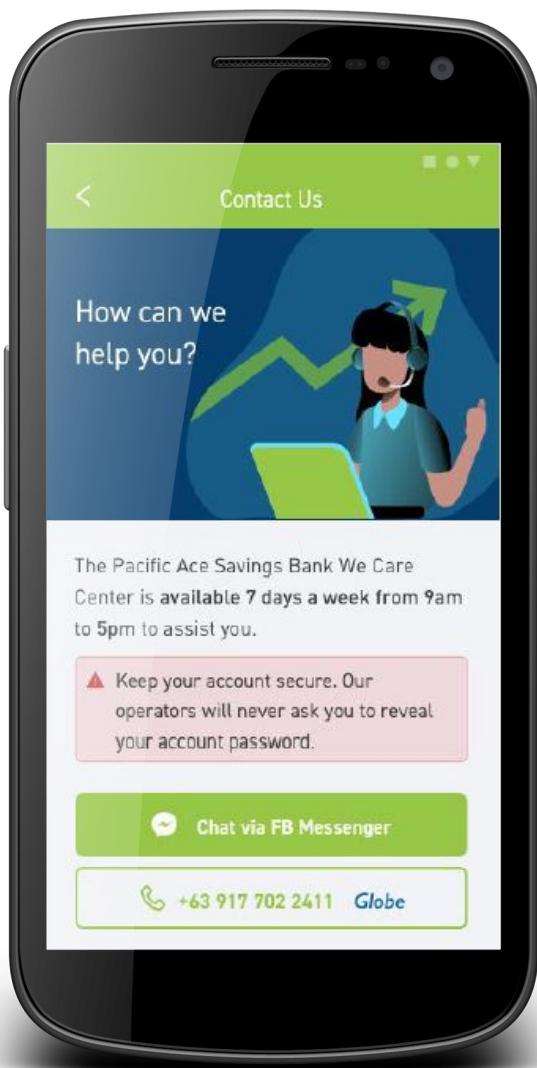 Contact Us
How can we
help you?
The Pacific Ace Savings Bank We Care
Center is available 7 days a week from 9am
to 5pm to assist you.
Keep your account secure. Our
operators will never ask you to reveal
your account password.
Chat via FB Messenger
+63 917 702 2411 Globe